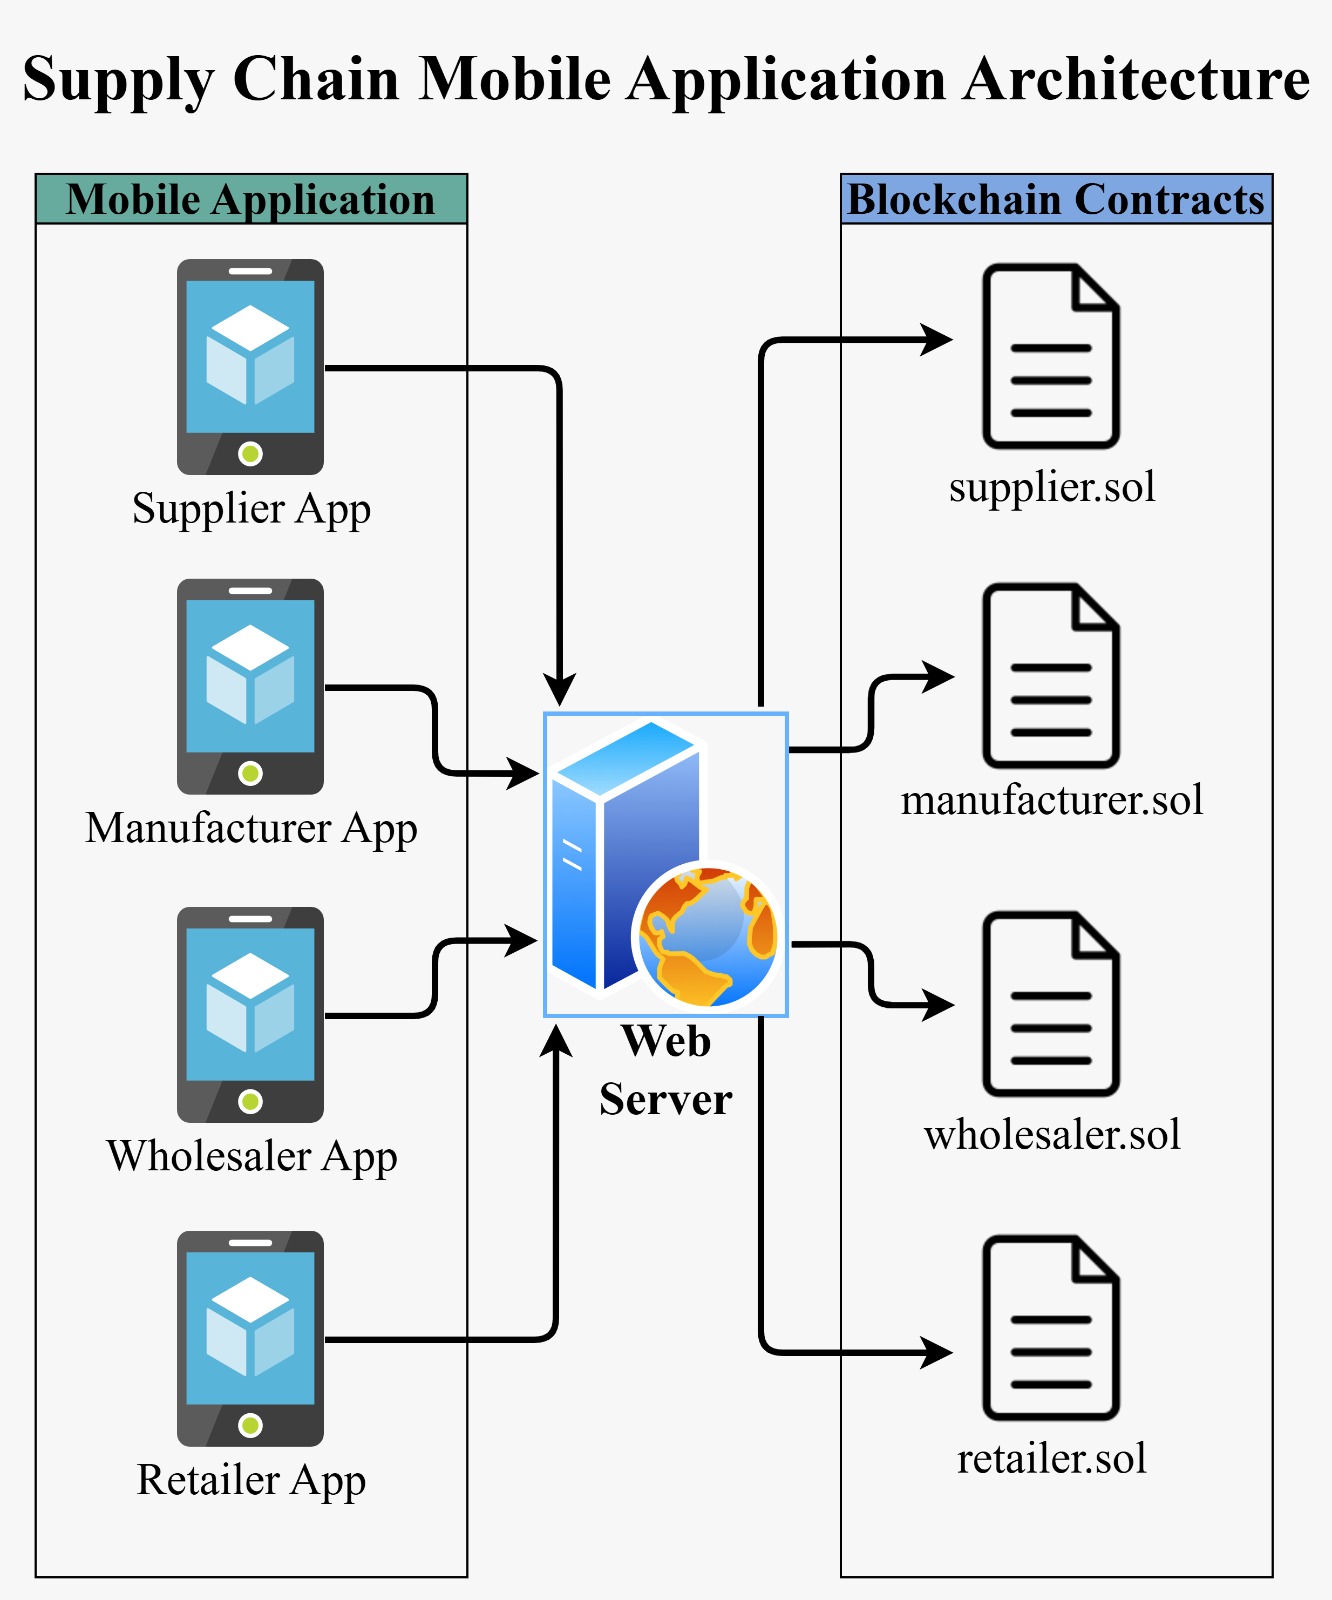 Supply Chain Mobile Application Architecture
Mobile Application
Supplier App
Manufacturer App
Wholesaler App
Retailer App
Web
Server
Blockchain Contracts
supplier.sol
manufacturer.sol
wholesaler.sol
retailer.sol